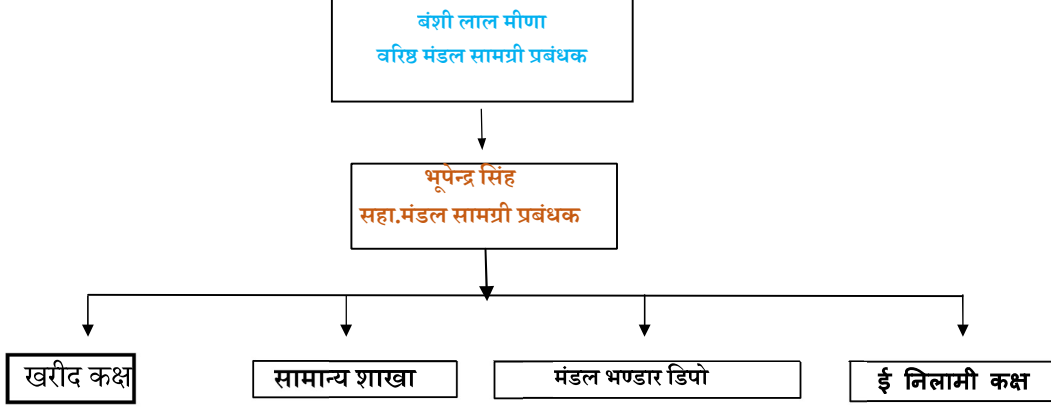 बंशी लाल मीणा
वरिष्ठ मंडल सामग्री प्रबंधक
भूपेन्द्र सिंह
सहा.मंडल सामग्री प्रबंधक
खरीद कक्ष
सामान्य शाखा
मंडल भण्डार डिपो
ई निलामी कक्ष